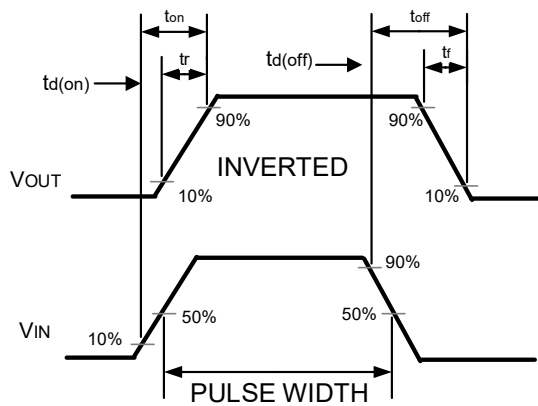 ton
toff
tr
tf
td(on)
td(off)
90%
90%
INVERTED
VOUT
10%
10%
90%
50%
50%
VIN
10%
PULSE WIDTH